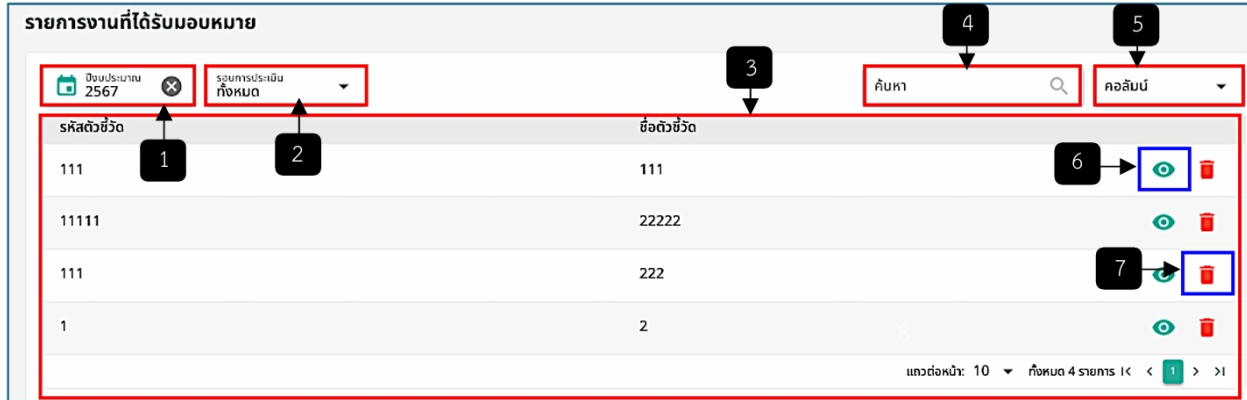 รายการงานที่ได้รับมอบหมาย
4
5
3
ปีงบประมาณ
2567
รอบการประเมิน
ทั้งหมด
ค้นหา
คอลัมน์
รหัสตัวชี้วัด
ชื่อตัวชี้วัด
1
2
6
111
111
11111
22222
7
111
222
1
2
แถวต่อหน้า: 10 ทั้งหมด 4 รายการ 1